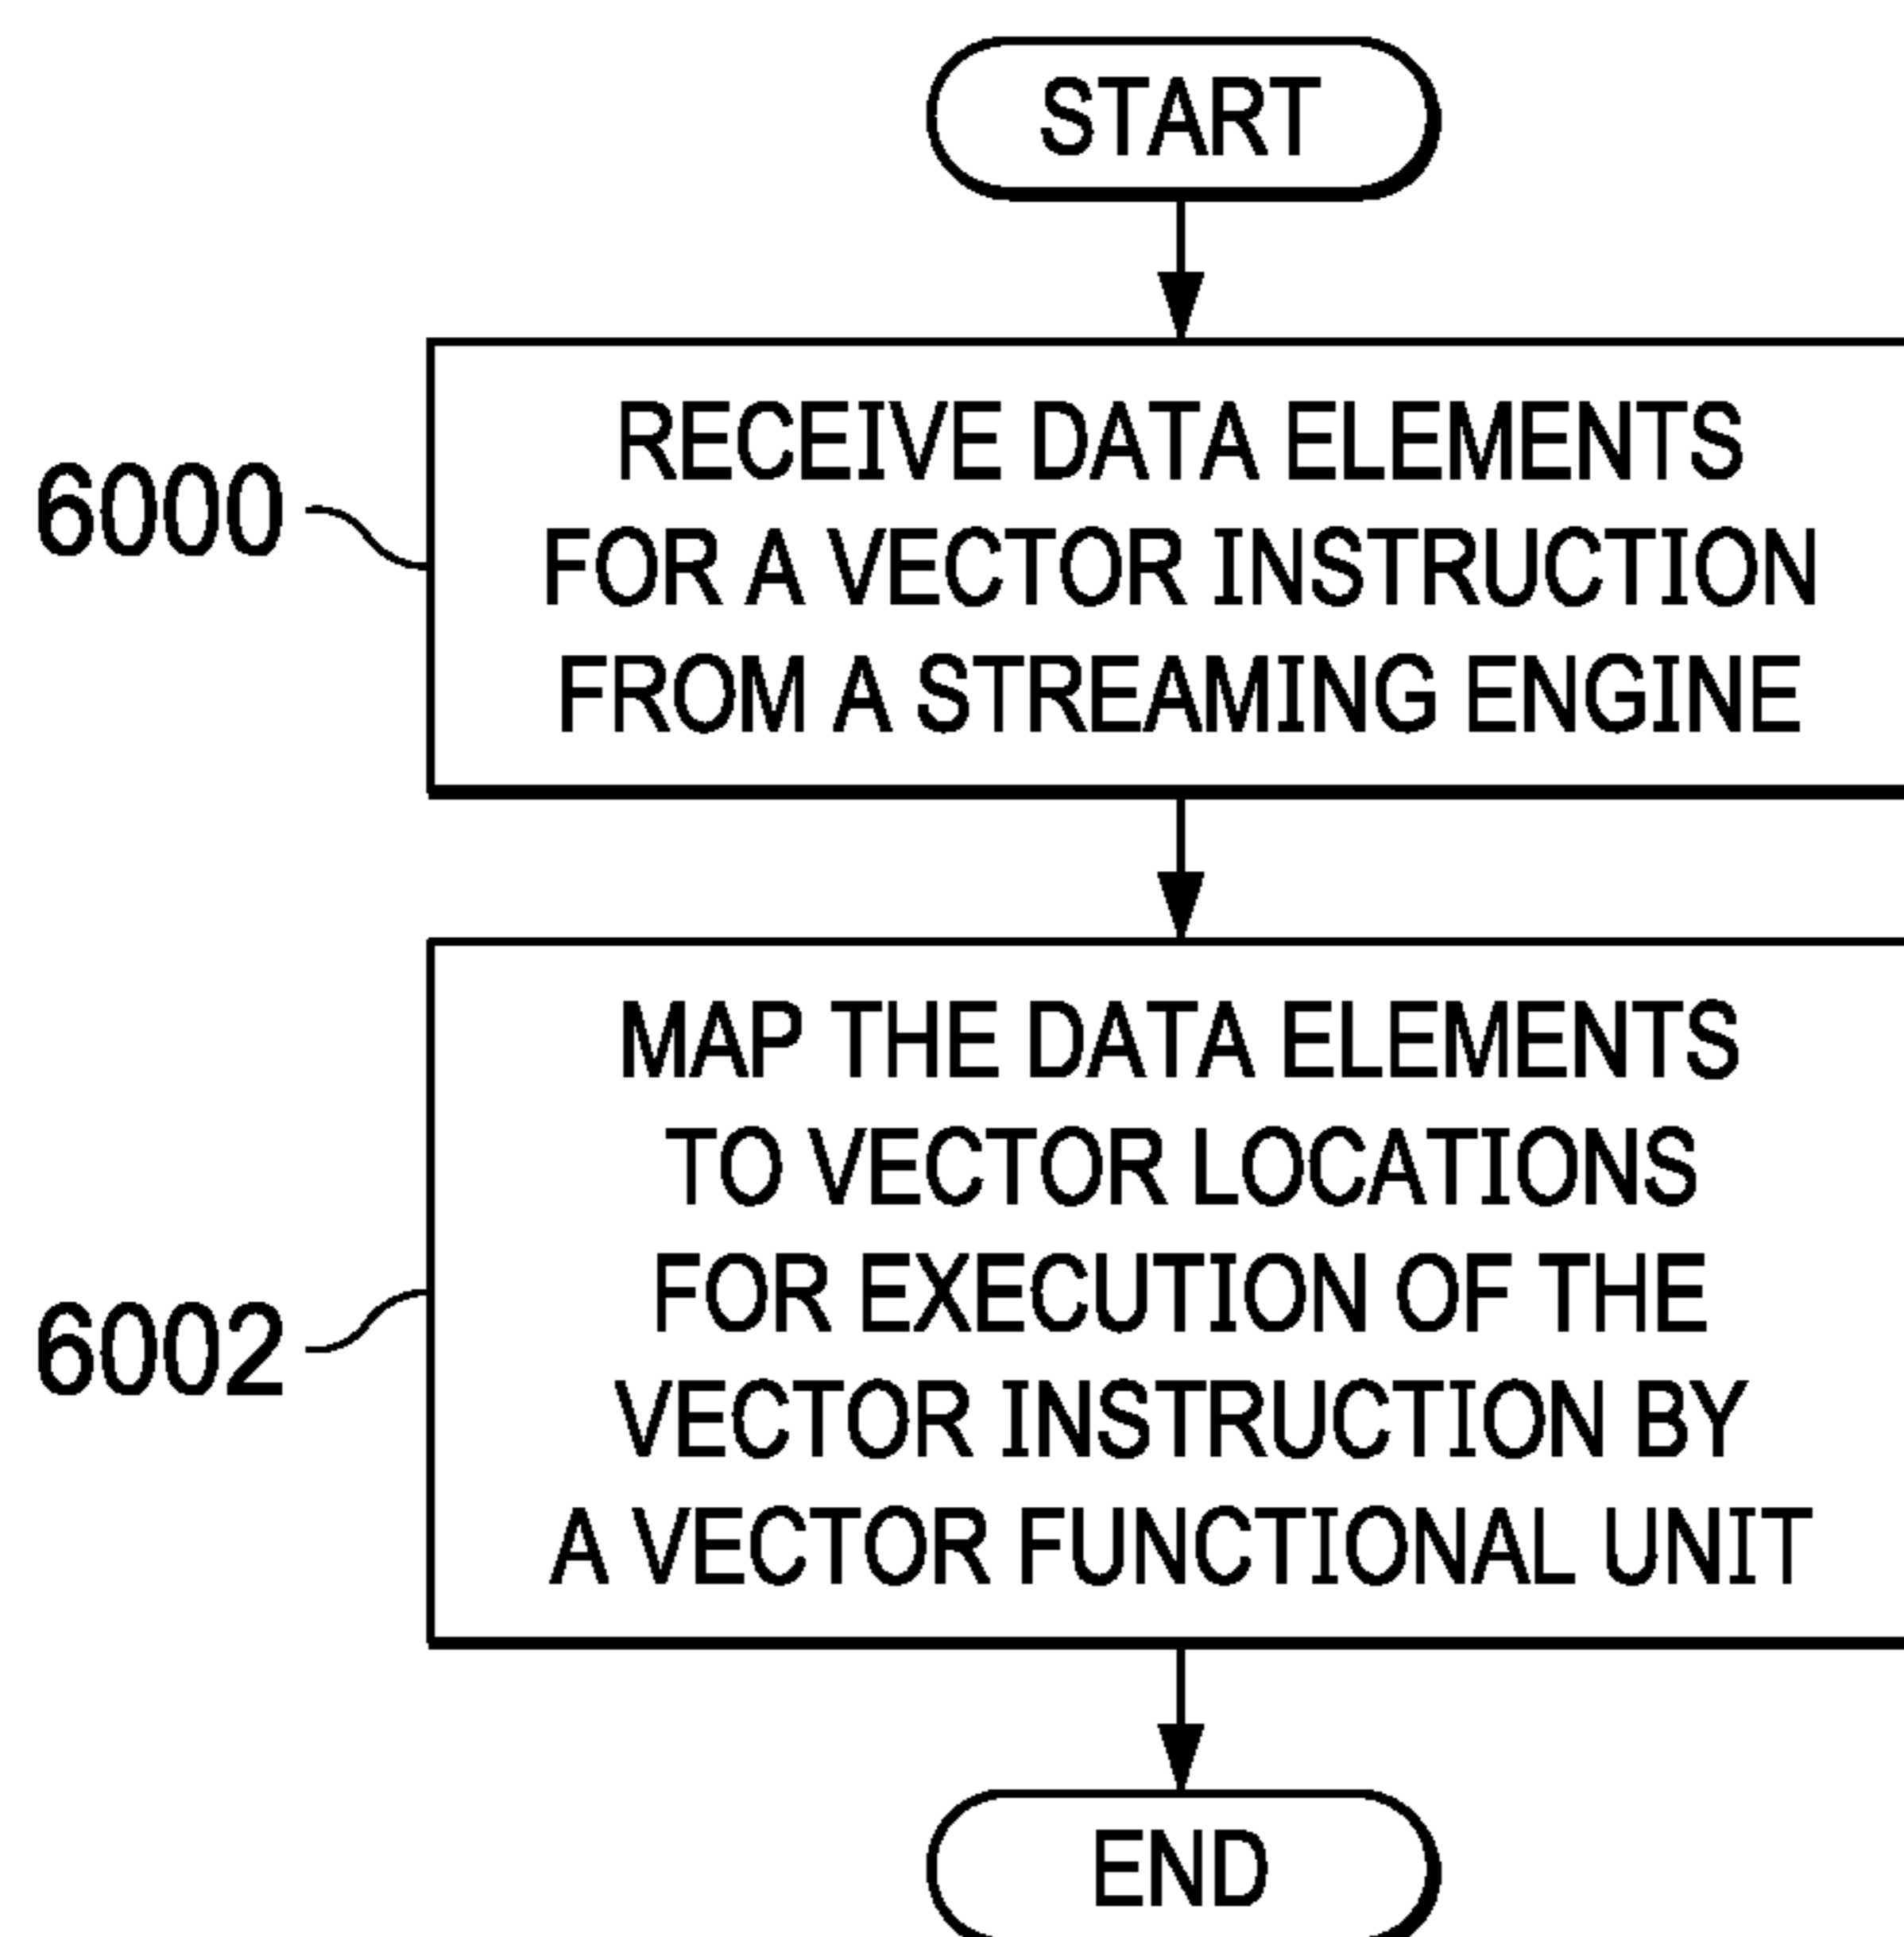 START
RECEIVE DATA ELEMENTS
FOR A VECTOR INSTRUCTION
FROM A STREAMING ENGINE
6000
MAP THE DATA ELEMENTS
TO VECTOR LOCATIONS
FOR EXECUTION OF THE
VECTOR INSTRUCTION BY
A VECTOR FUNCTIONAL UNIT
6002
END